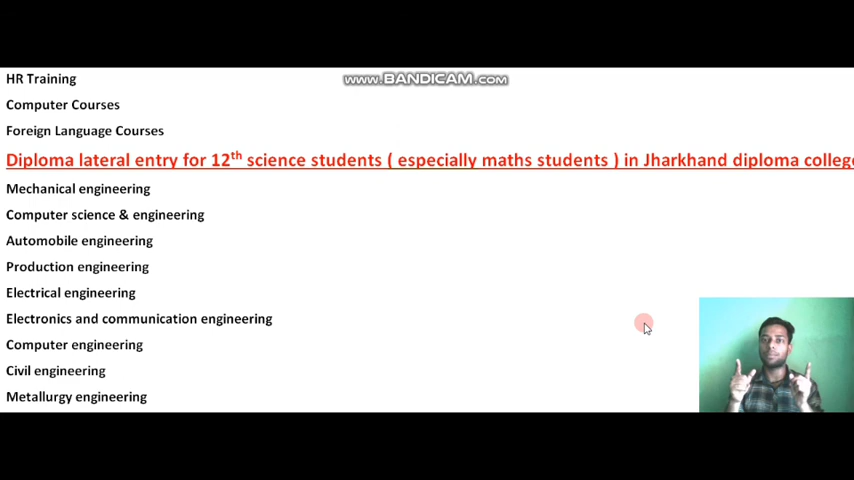 www.BANDICAM.com
HR Training
Computer Courses
Foreign Language Courses
Diploma lateral entry for 12th science students ( especially maths students ) in Jharkhand diploma college
Mechanical engineering
Computer science & engineering
Automobile engineering
Production engineering
Electrical engineering
Electronics and communication engineering
Computer engineering
Civil engineering
Metallurgy engineering